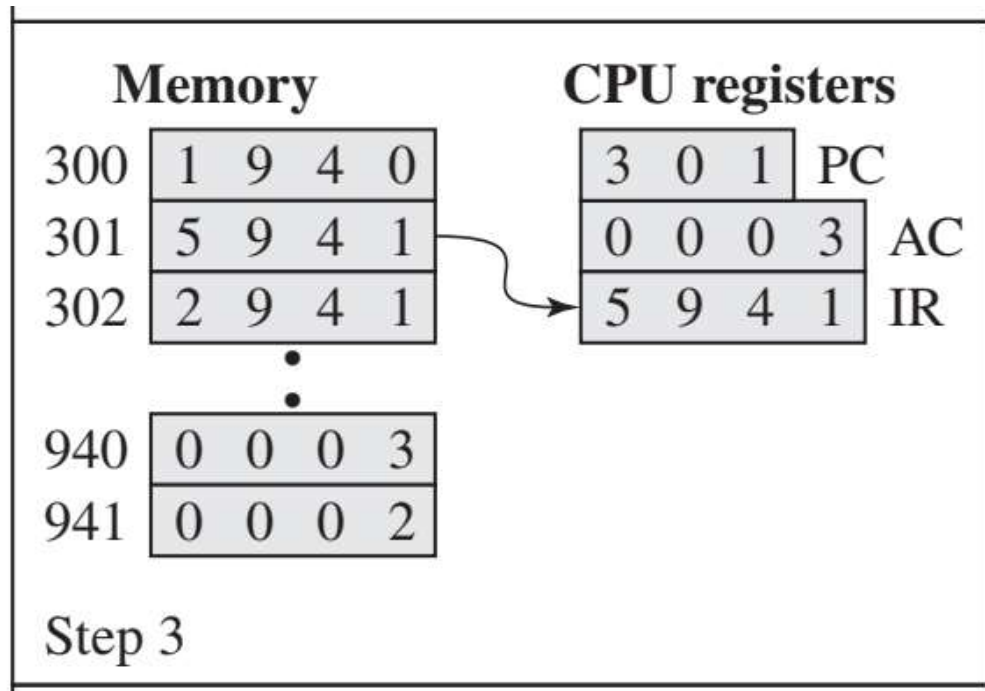 Memory CPU registers
300 1 9 4 0 3 0 1 PC
301 5 9 4 1 0 0 0 3 AC
302 2 9 4 1 5 9 4 1 IR
940 0 0 0 3
941 0 0 0 2
Step 3